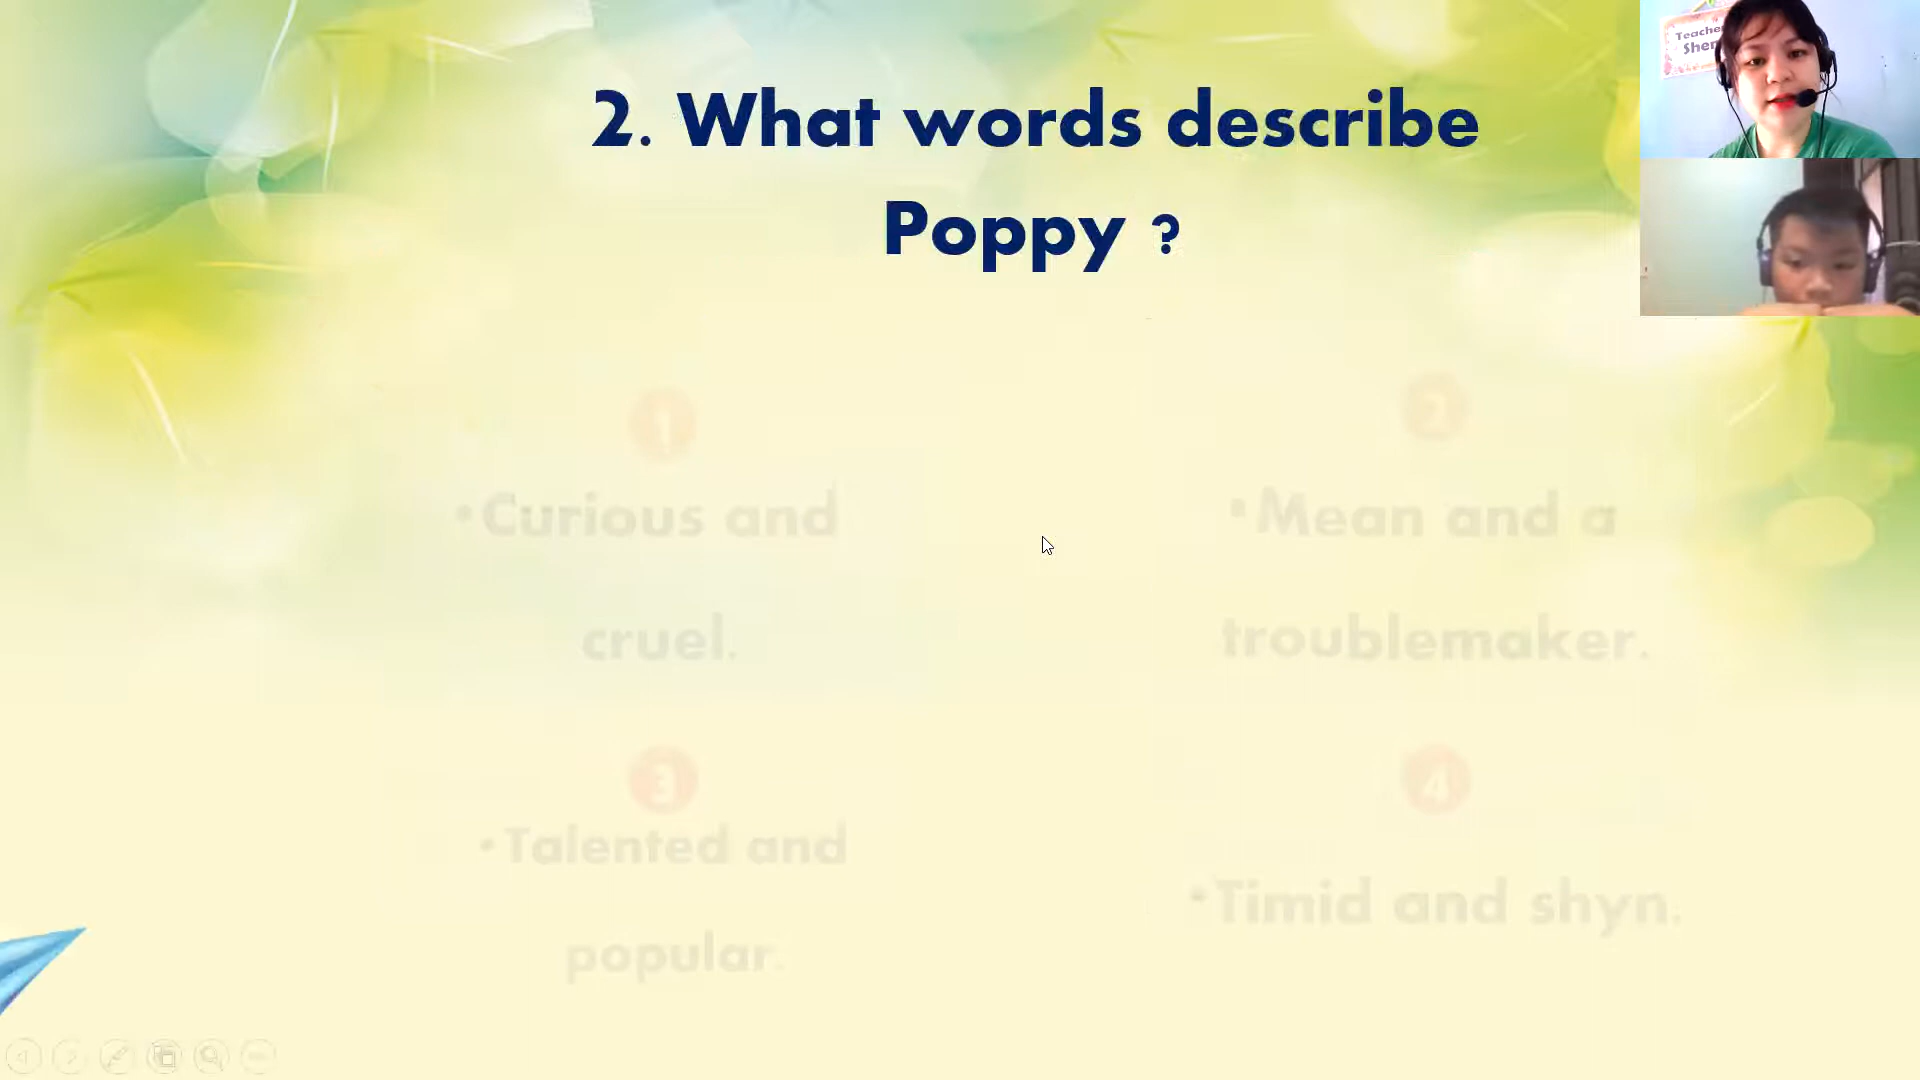 2. What words describe
Poppy ?
1
•Curious and
cruel.
2
•Mean and a
troublemaker.
3
•Talented and
popular.
4
•Timid and shyn.
Teacher